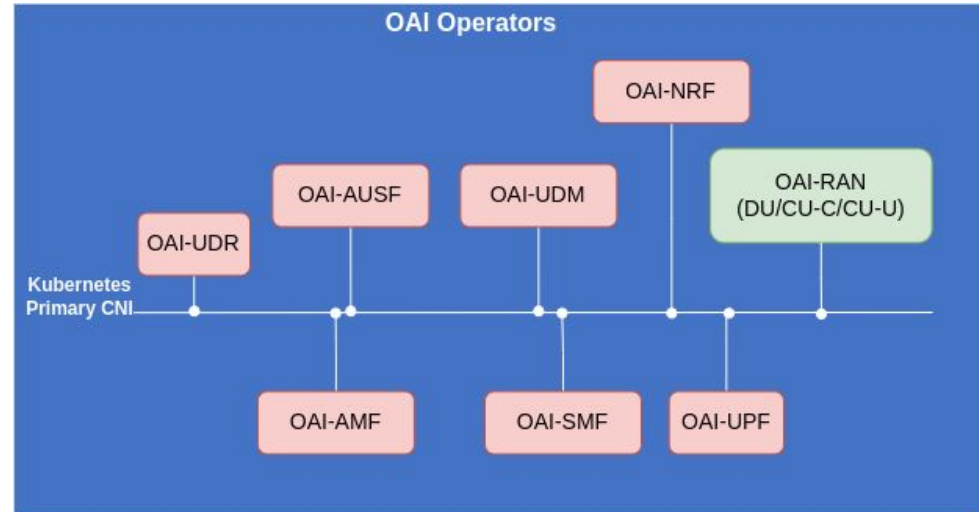 OAI Operators
OAI-NRF
OAI-RAN
(DU/CU-C/CU-U)
OAI-AUSF
OAI-UDM
OAI-UDR
Kubernetes
Primary CNI
OAI-AMF
OAI-SMF
OAI-UPF